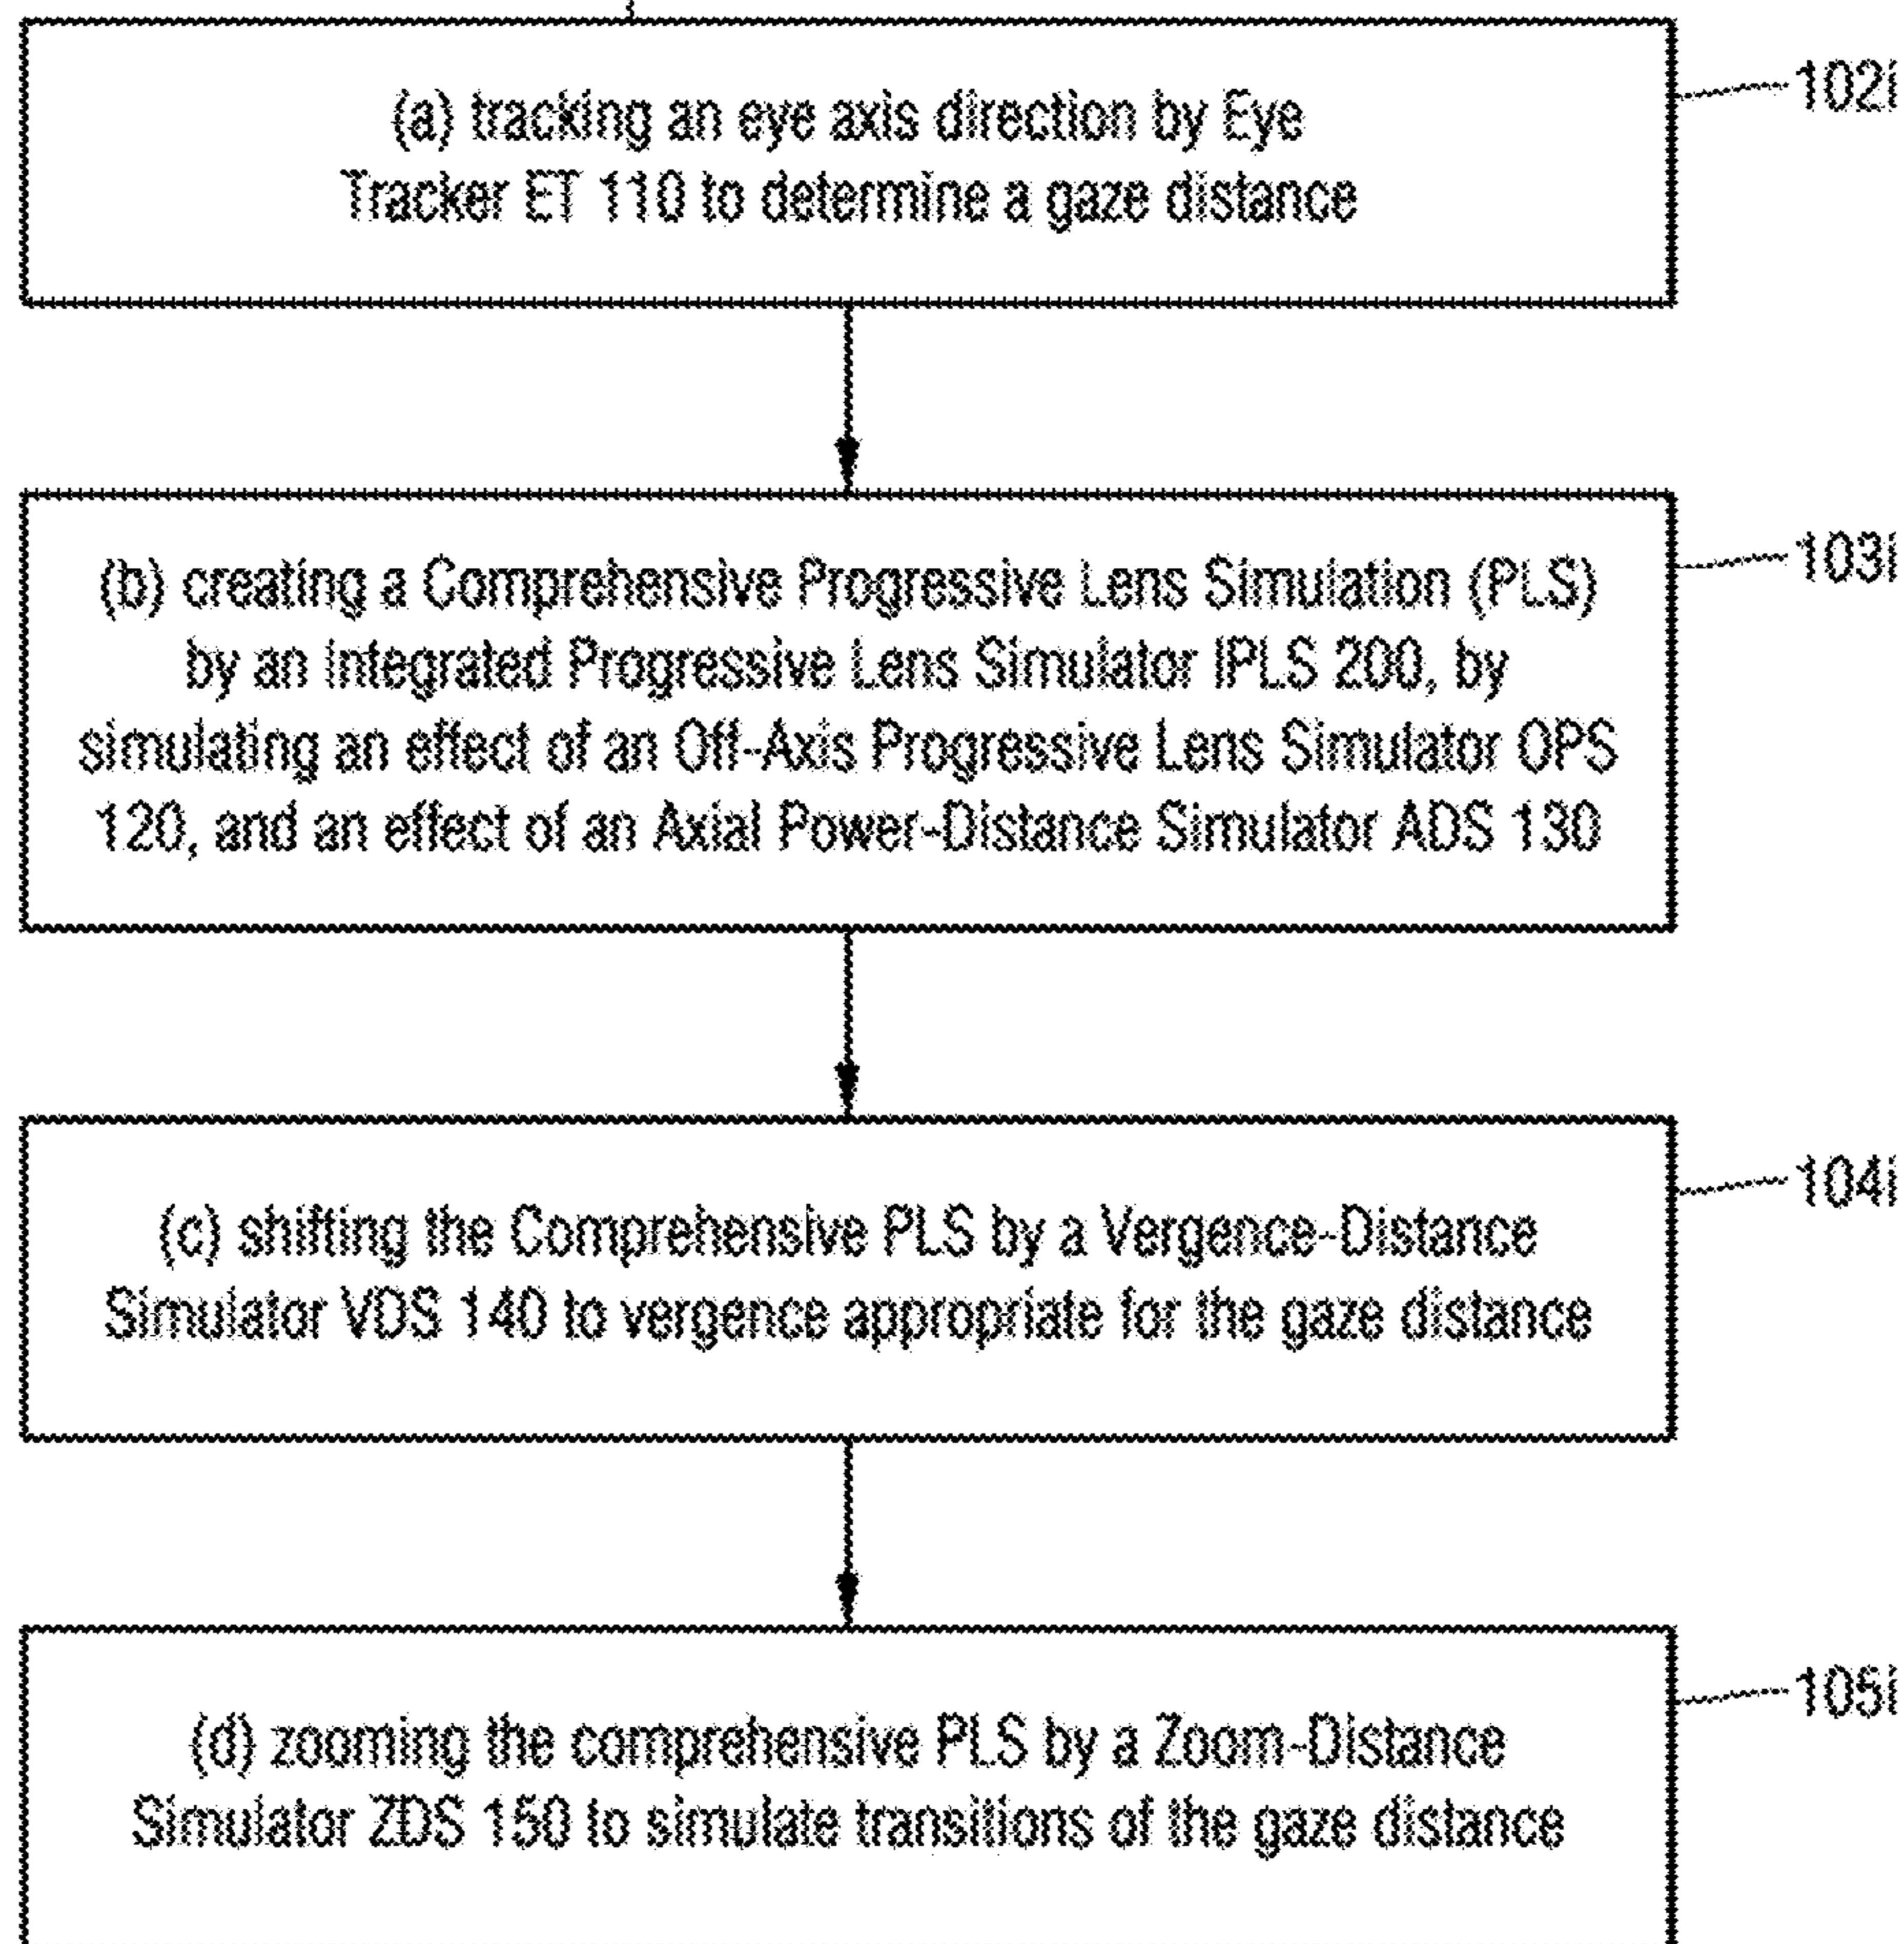 (a) tracking an eye axis direction by Eye
Tracker ET 110 to determine a gaze distance
102i
(b) creating a Comprehensive Progressive Lens Simulation (PLS)
by an Integrated Progressive Lens Simulator IPLS 200, by
simulating an effect of an Off-Axis Progressive Lens Simulator OPS
120, and an effect of an Axial Power-Distance Simulator ADS 130
103i
(c) shifting the Comprehensive PLS by a Vergence-Distance
Simulator VDS 140 to vergence appropriate for the gaze distance
104i
(d) zooming the comprehensive PLS by a Zoom-Distance
Simulator ZDS 150 to simulate transitions of the gaze distance
105i